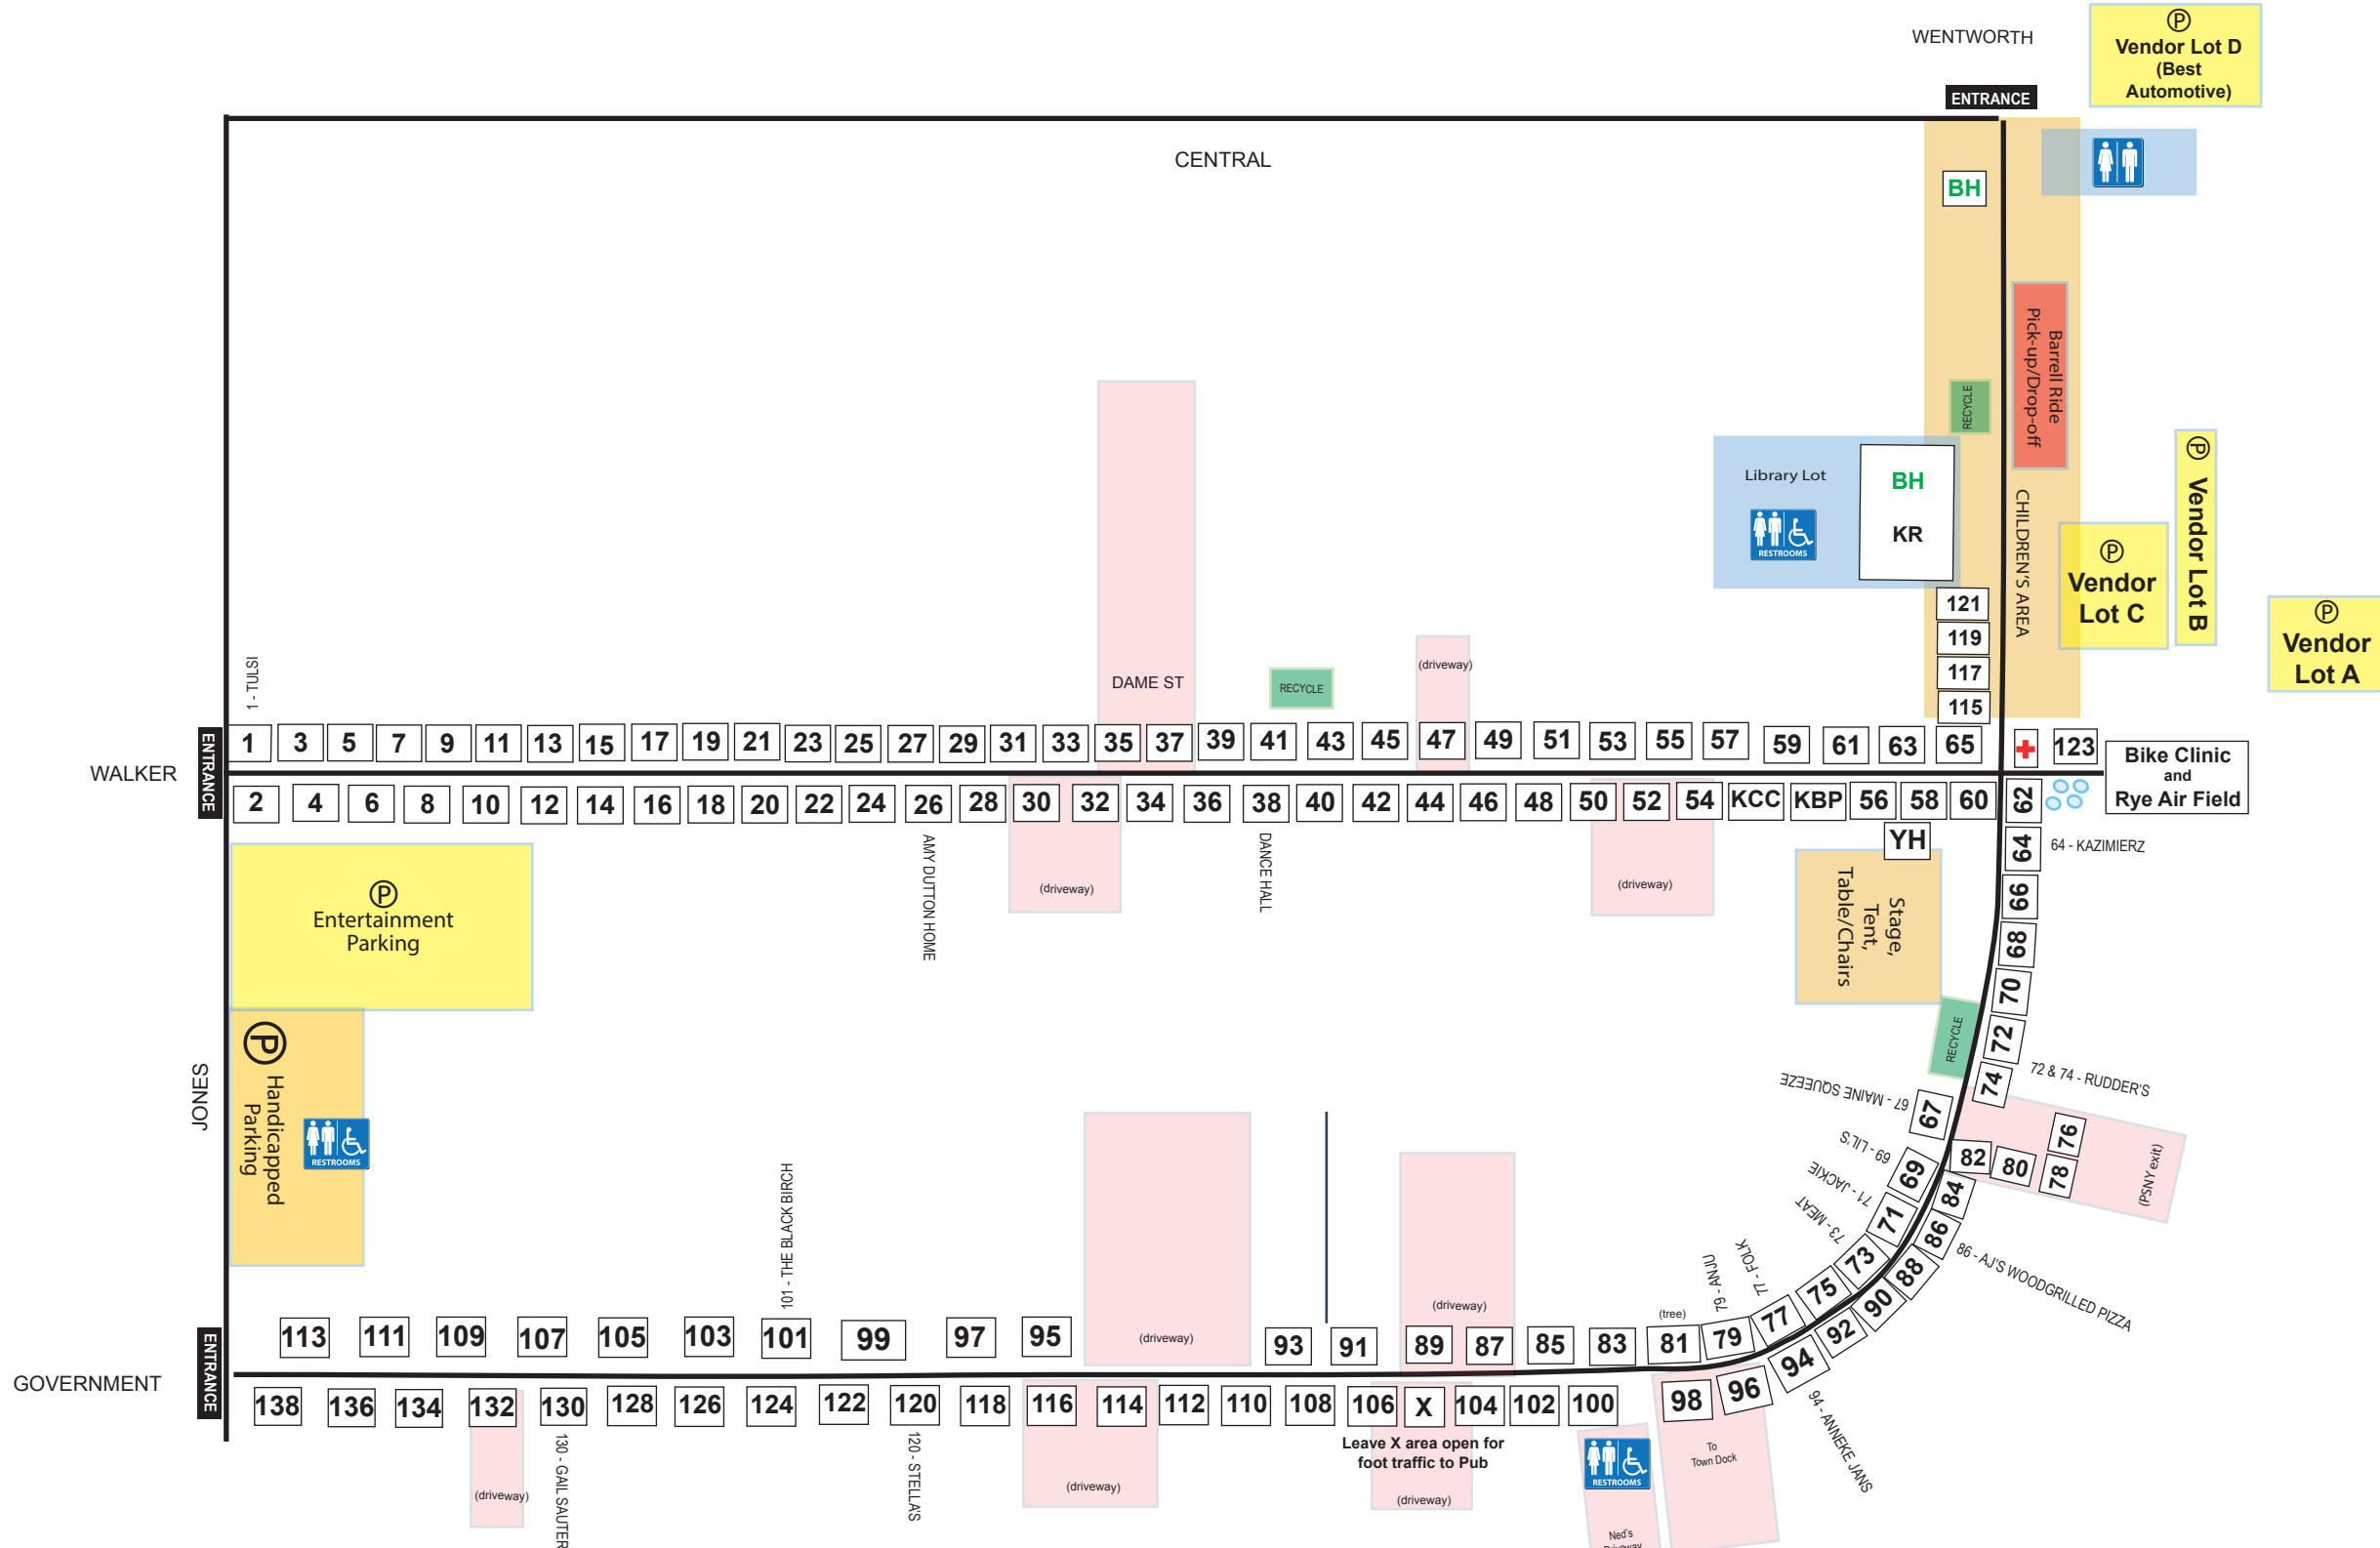 WENTWORTH
P
Vendor Lot D
(Best
Automotive)
ENTRANCE
CENTRAL
BH
Barrell Ride
Pick-up/Drop-off
RECYCLE
Library Lot
RESTROOMS
BH
KR
CHILDREN'S AREA
P
Vendor Lot B
P
Vendor
Lot C
P
Vendor
Lot A
121
119
117
115
1 - TULSI
DAME ST
RECYCLE
(driveway)
WALKER
ENTRANCE
1 3 5 7 9 11 13 15 17 19 21 23 25 27 29 31 33 35 37 39 41 43 45 47 49 51 53 55 57 59 61 63 65 123
Bike Clinic
and
Rye Air Field
2 4 6 8 10 12 14 16 18 20 22 24 26 28 30 32 34 36 38 40 42 44 46 48 50 52 54 KCC KBP 56 58 60 62
YH
64
64 - KAZIMIERZ
AMY DUTTON HOME
(driveway)
DANCE HALL
(driveway)
Stage,
Tent,
Table/Chairs
66
68
70
72
74
72 & 74 - RUDDER'S
RECYCLE
P
Entertainment
Parking
JONES
P
Handicapped
Parking
RESTROOMS
67 - MAINE SQUEEZE
67
69 - LIL'S
69
71 - JACKIE
71
73 - MEAT
73
75
77 - FOLK
77
79 - ANJU
79
(tree)
81
76
78
80
82
(PSNY exit)
84
86
86 - AJ'S WOODGRILLED PIZZA
88
90
92
94
94 - ANNEKE JANS
96
98
101 - THE BLACK BIRCH
(driveway)
(driveway)
113 111 109 107 105 103 101 99 97 95 93 91 89 87 85 83
GOVERNMENT
ENTRANCE
138 136 134 132 130 128 126 124 122 120 118 116 114 112 110 108 106 X 104 102 100
(driveway)
130 - GAIL SAUTER
120 - STELLA'S
(driveway)
Leave X area open for
foot traffic to Pub
(driveway)
RESTROOMS
Ned's
To
Town Dock